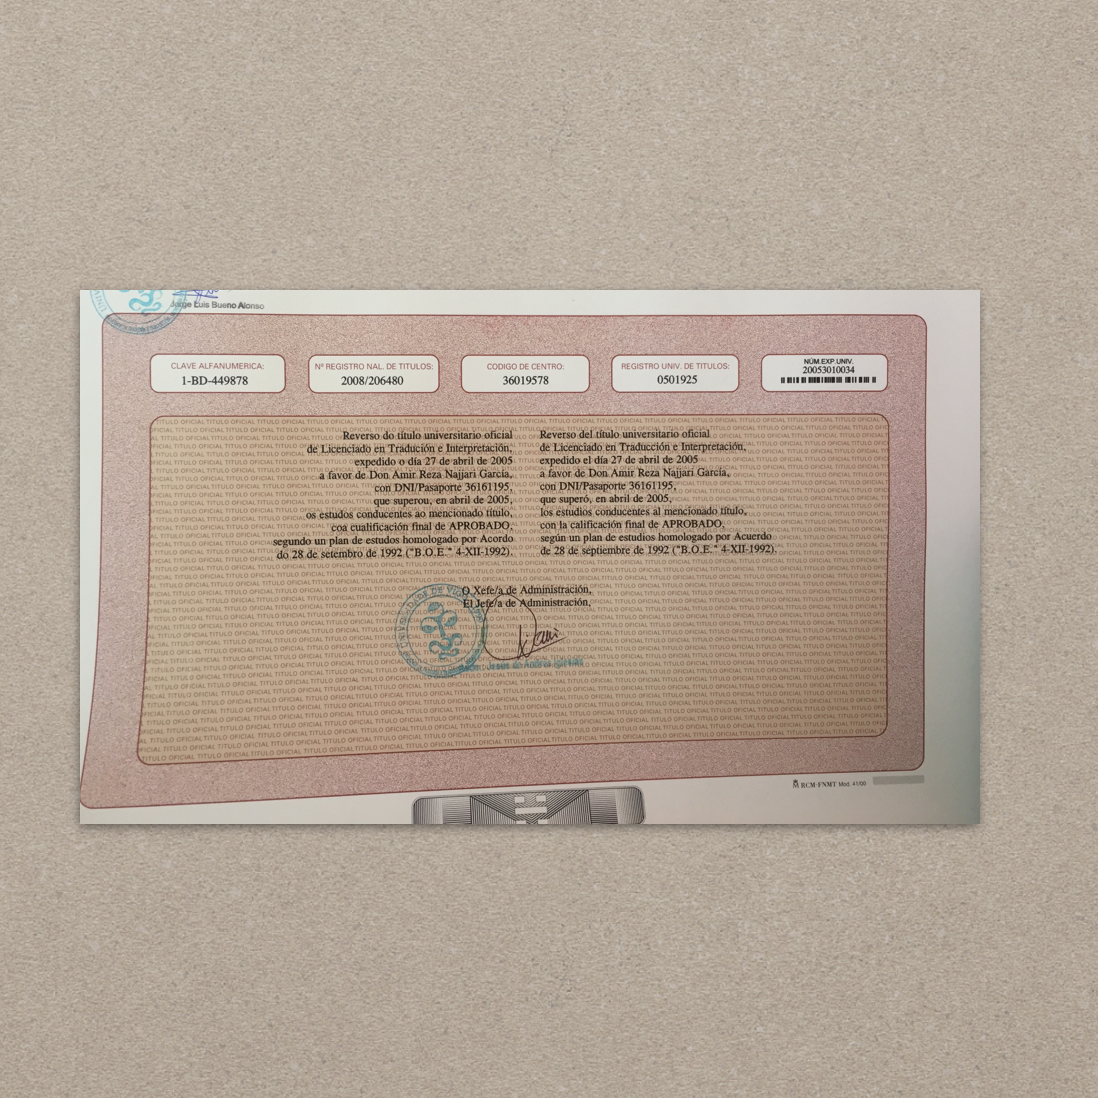 Jorge Luis Bueno Alonso
CLAVE ALFANUMERICA:
1-BD-449878
Nº REGISTRO NAL. DE TITULOS:
2008/206480
CODIGO DE CENTRO:
36019578
REGISTRO UNIV. DE TITULOS:
0501925
NÚM.EXP.UNIV.
20053010034
Reverso do título universitario oficial
de Licenciado en Tradución e Interpretación,
expedido o día 27 de abril de 2005
a favor de Don Amir Reza Najjari García,
con DNI/Pasaporte 36161195,
que superou, en abril de 2005,
os estudos conducentes ao mencionado título,
coa cualificación final de APROBADO,
segundo un plan de estudos homologado por Acordo
do 28 de setembro de 1992 ("B.O.E." 4-XII-1992).
Reverso del título universitario oficial
de Licenciado en Traducción e Interpretación,
expedido el día 27 de abril de 2005
a favor de Don Amir Reza Najjari García,
con DNI/Pasaporte 36161195,
que superó, en abril de 2005,
los estudios conducentes al mencionado título,
con la calificación final de APROBADO,
según un plan de estudios homologado por Acuerdo
de 28 de septiembre de 1992 ("B.O.E." 4-XII-1992).
O Xefe/a de Administración,
El Jefe/a de Administración,
TITULO OFICIAL
RCM-FNMT Mod. 41/00